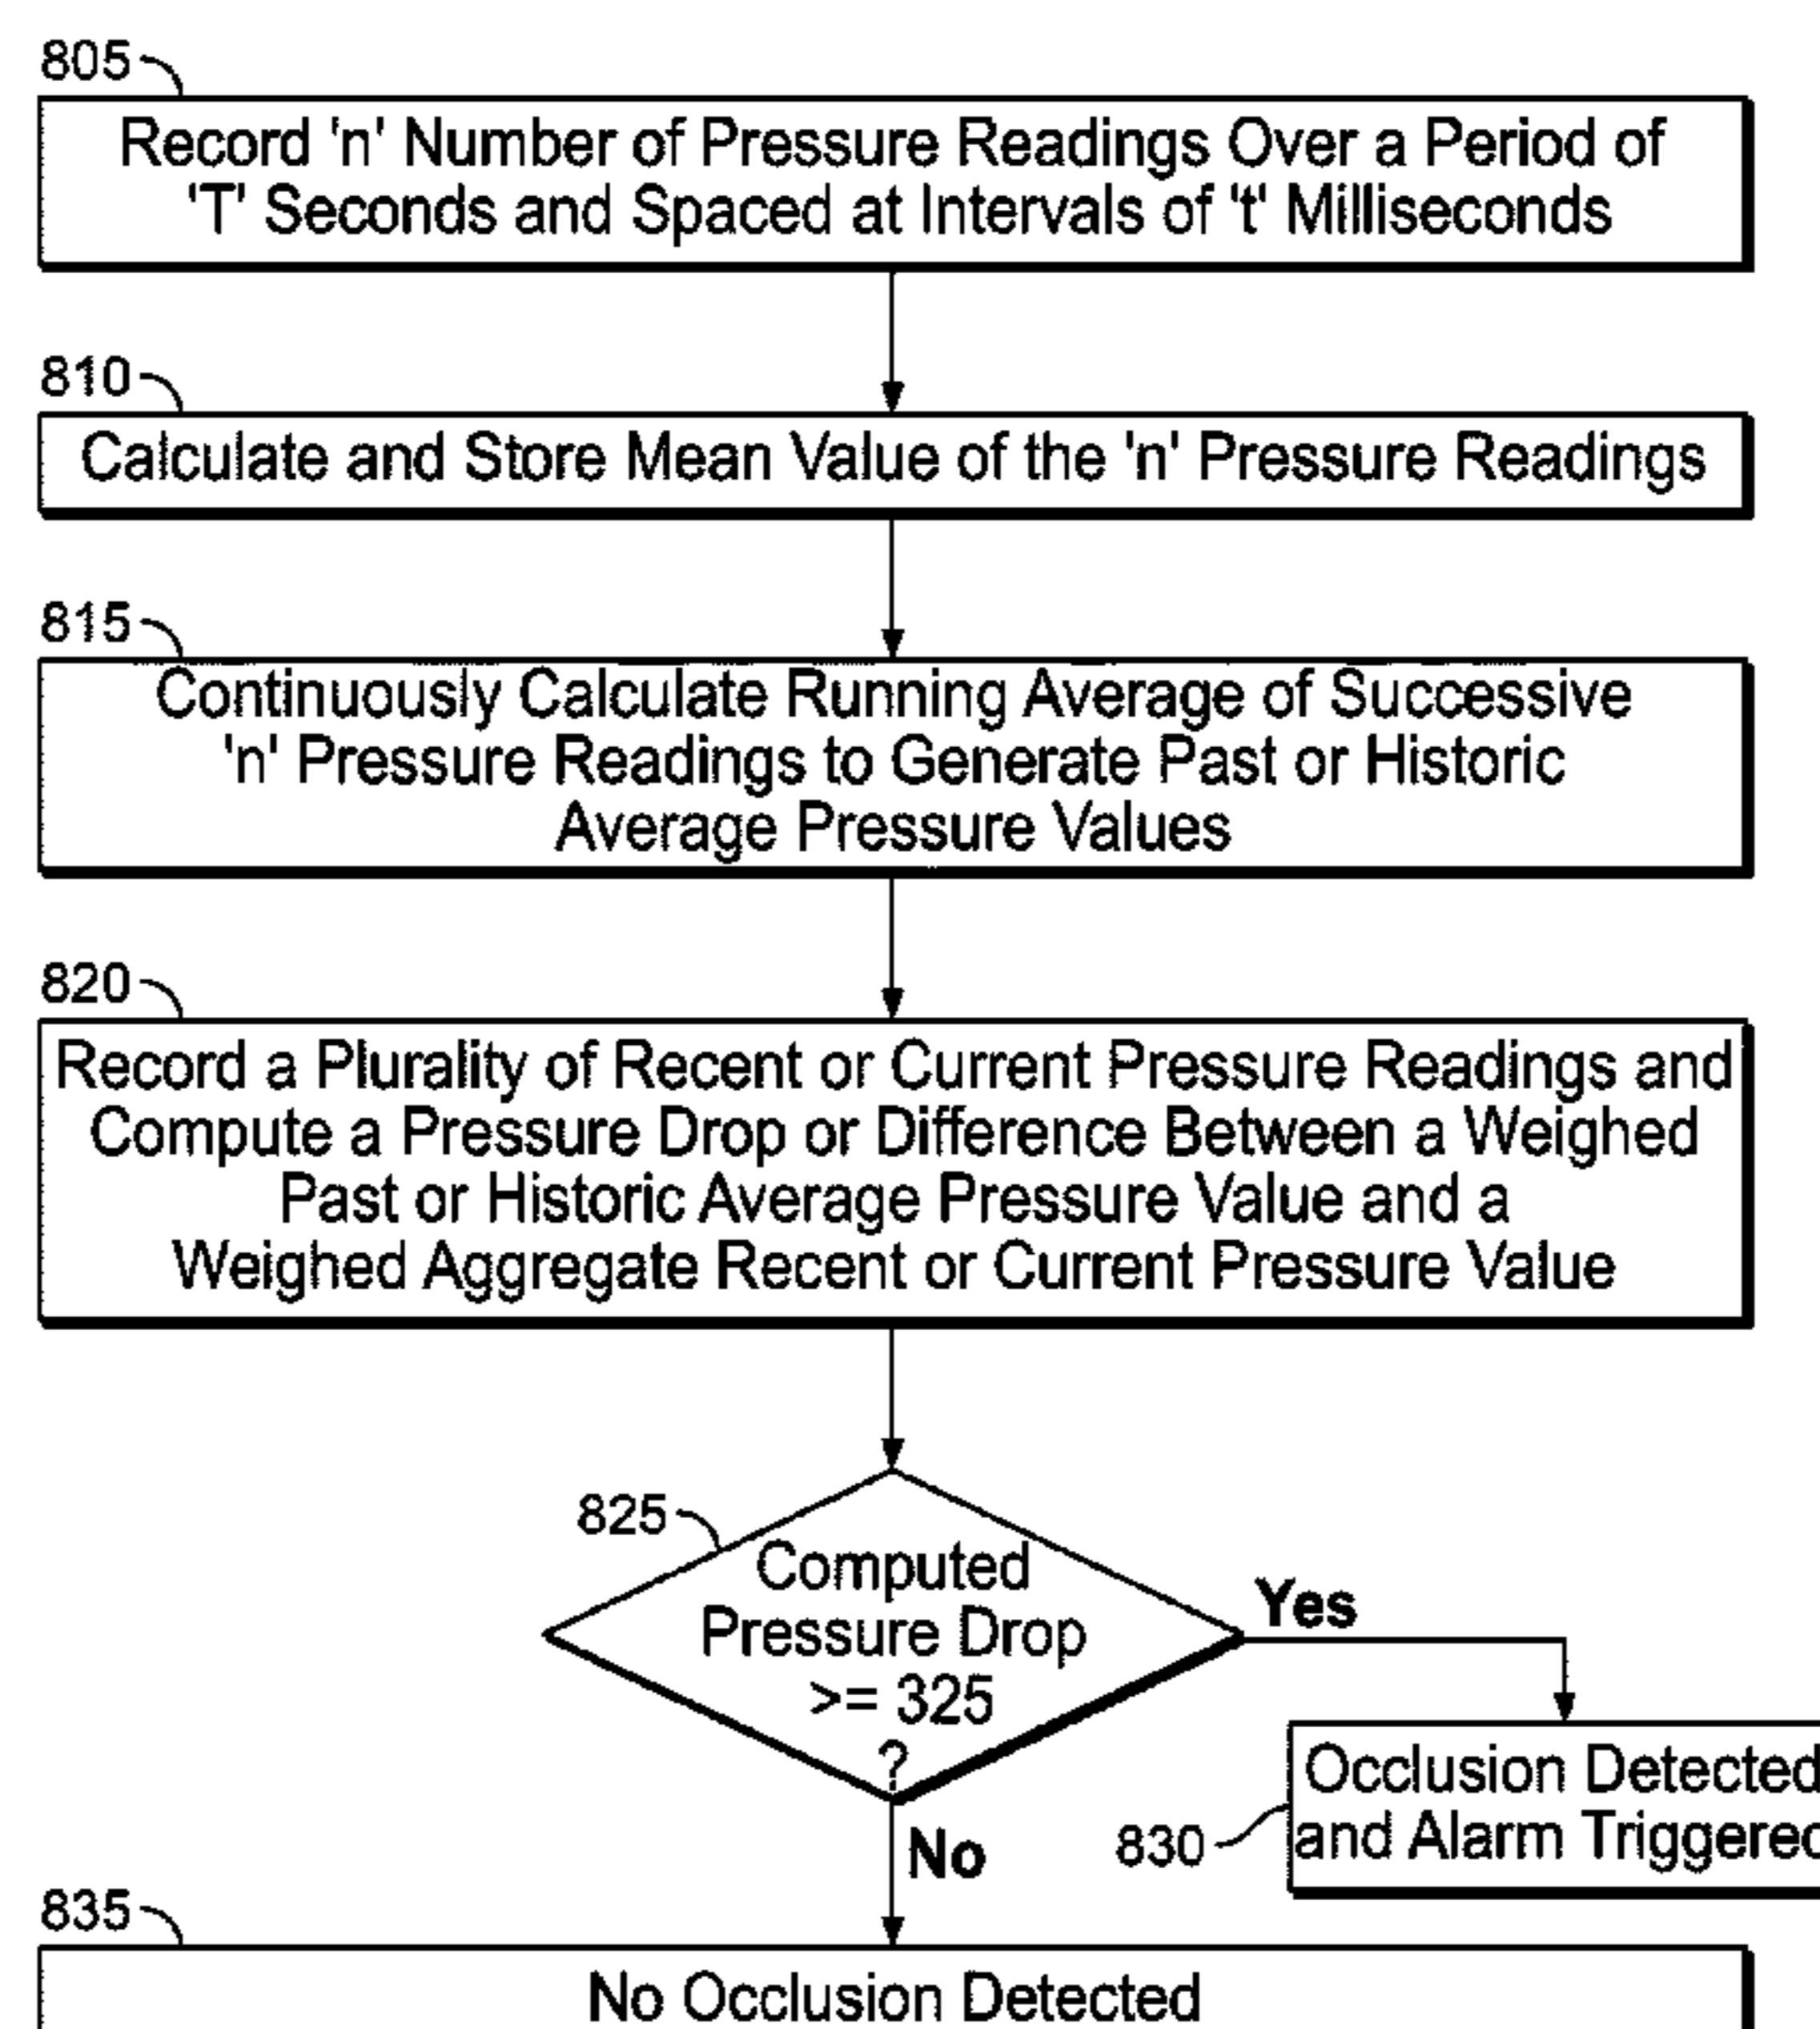 805
Record 'n' Number of Pressure Readings Over a Period of
'T' Seconds and Spaced at Intervals of 't' Milliseconds
810
Calculate and Store Mean Value of the 'n' Pressure Readings
815
Continuously Calculate Running Average of Successive
'n' Pressure Readings to Generate Past or Historic
Average Pressure Values
820
Record a Plurality of Recent or Current Pressure Readings and
Compute a Pressure Drop or Difference Between a Weighed
Past or Historic Average Pressure Value and a
Weighed Aggregate Recent or Current Pressure Value
825
Computed
Pressure Drop
>= 325
?
Yes
Occlusion Detected
and Alarm Triggered
830
No
835
No Occlusion Detected